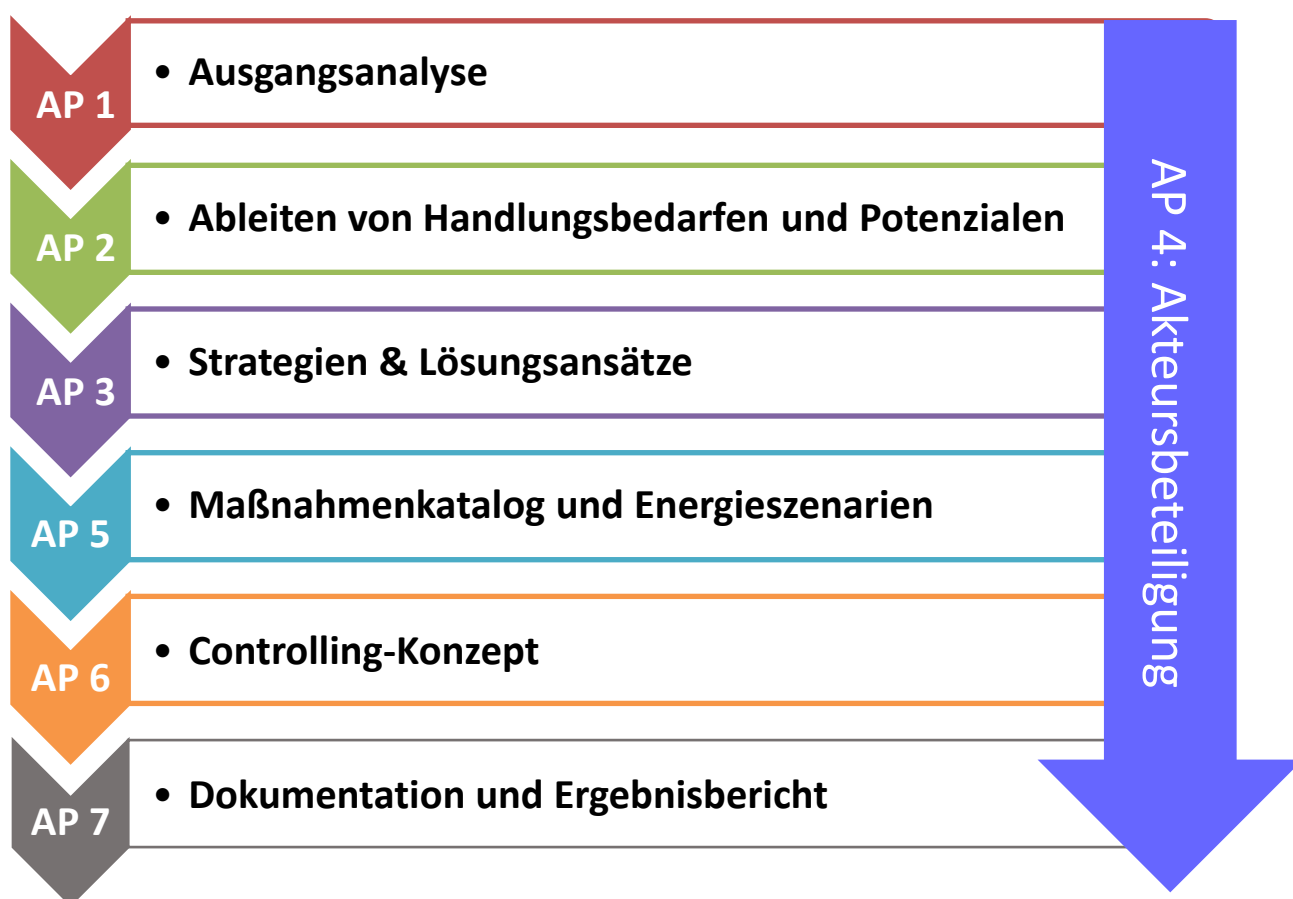 AP 1
• Ausgangsanalyse
AP 2
• Ableiten von Handlungsbedarfen und Potenzialen
AP 3
• Strategien & Lösungsansätze
AP 5
• Maßnahmenkatalog und Energieszenarien
AP 6
• Controlling-Konzept
AP 7
• Dokumentation und Ergebnisbericht
AP 4: Akteursbeteiligung